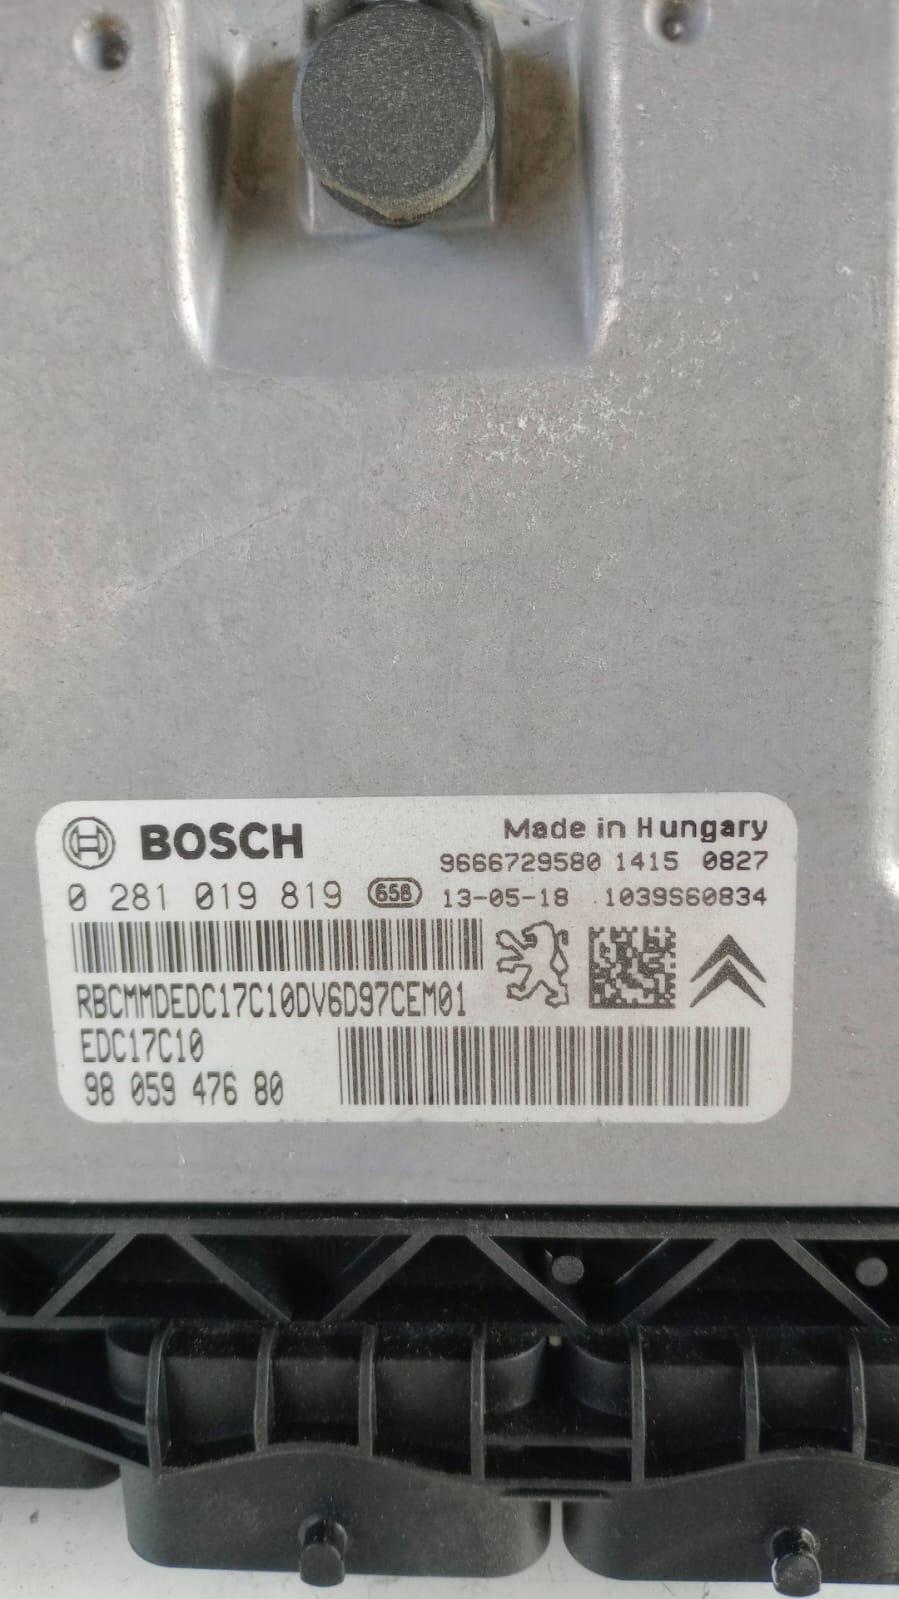 BOSCH
Made in Hungary
9666729580 1415 0827
0 281 019 819 658 13-05-18 1039S60834
RBCMMDEDC17C10DV6D97CEM01
EDC17C10
98 059 476 80